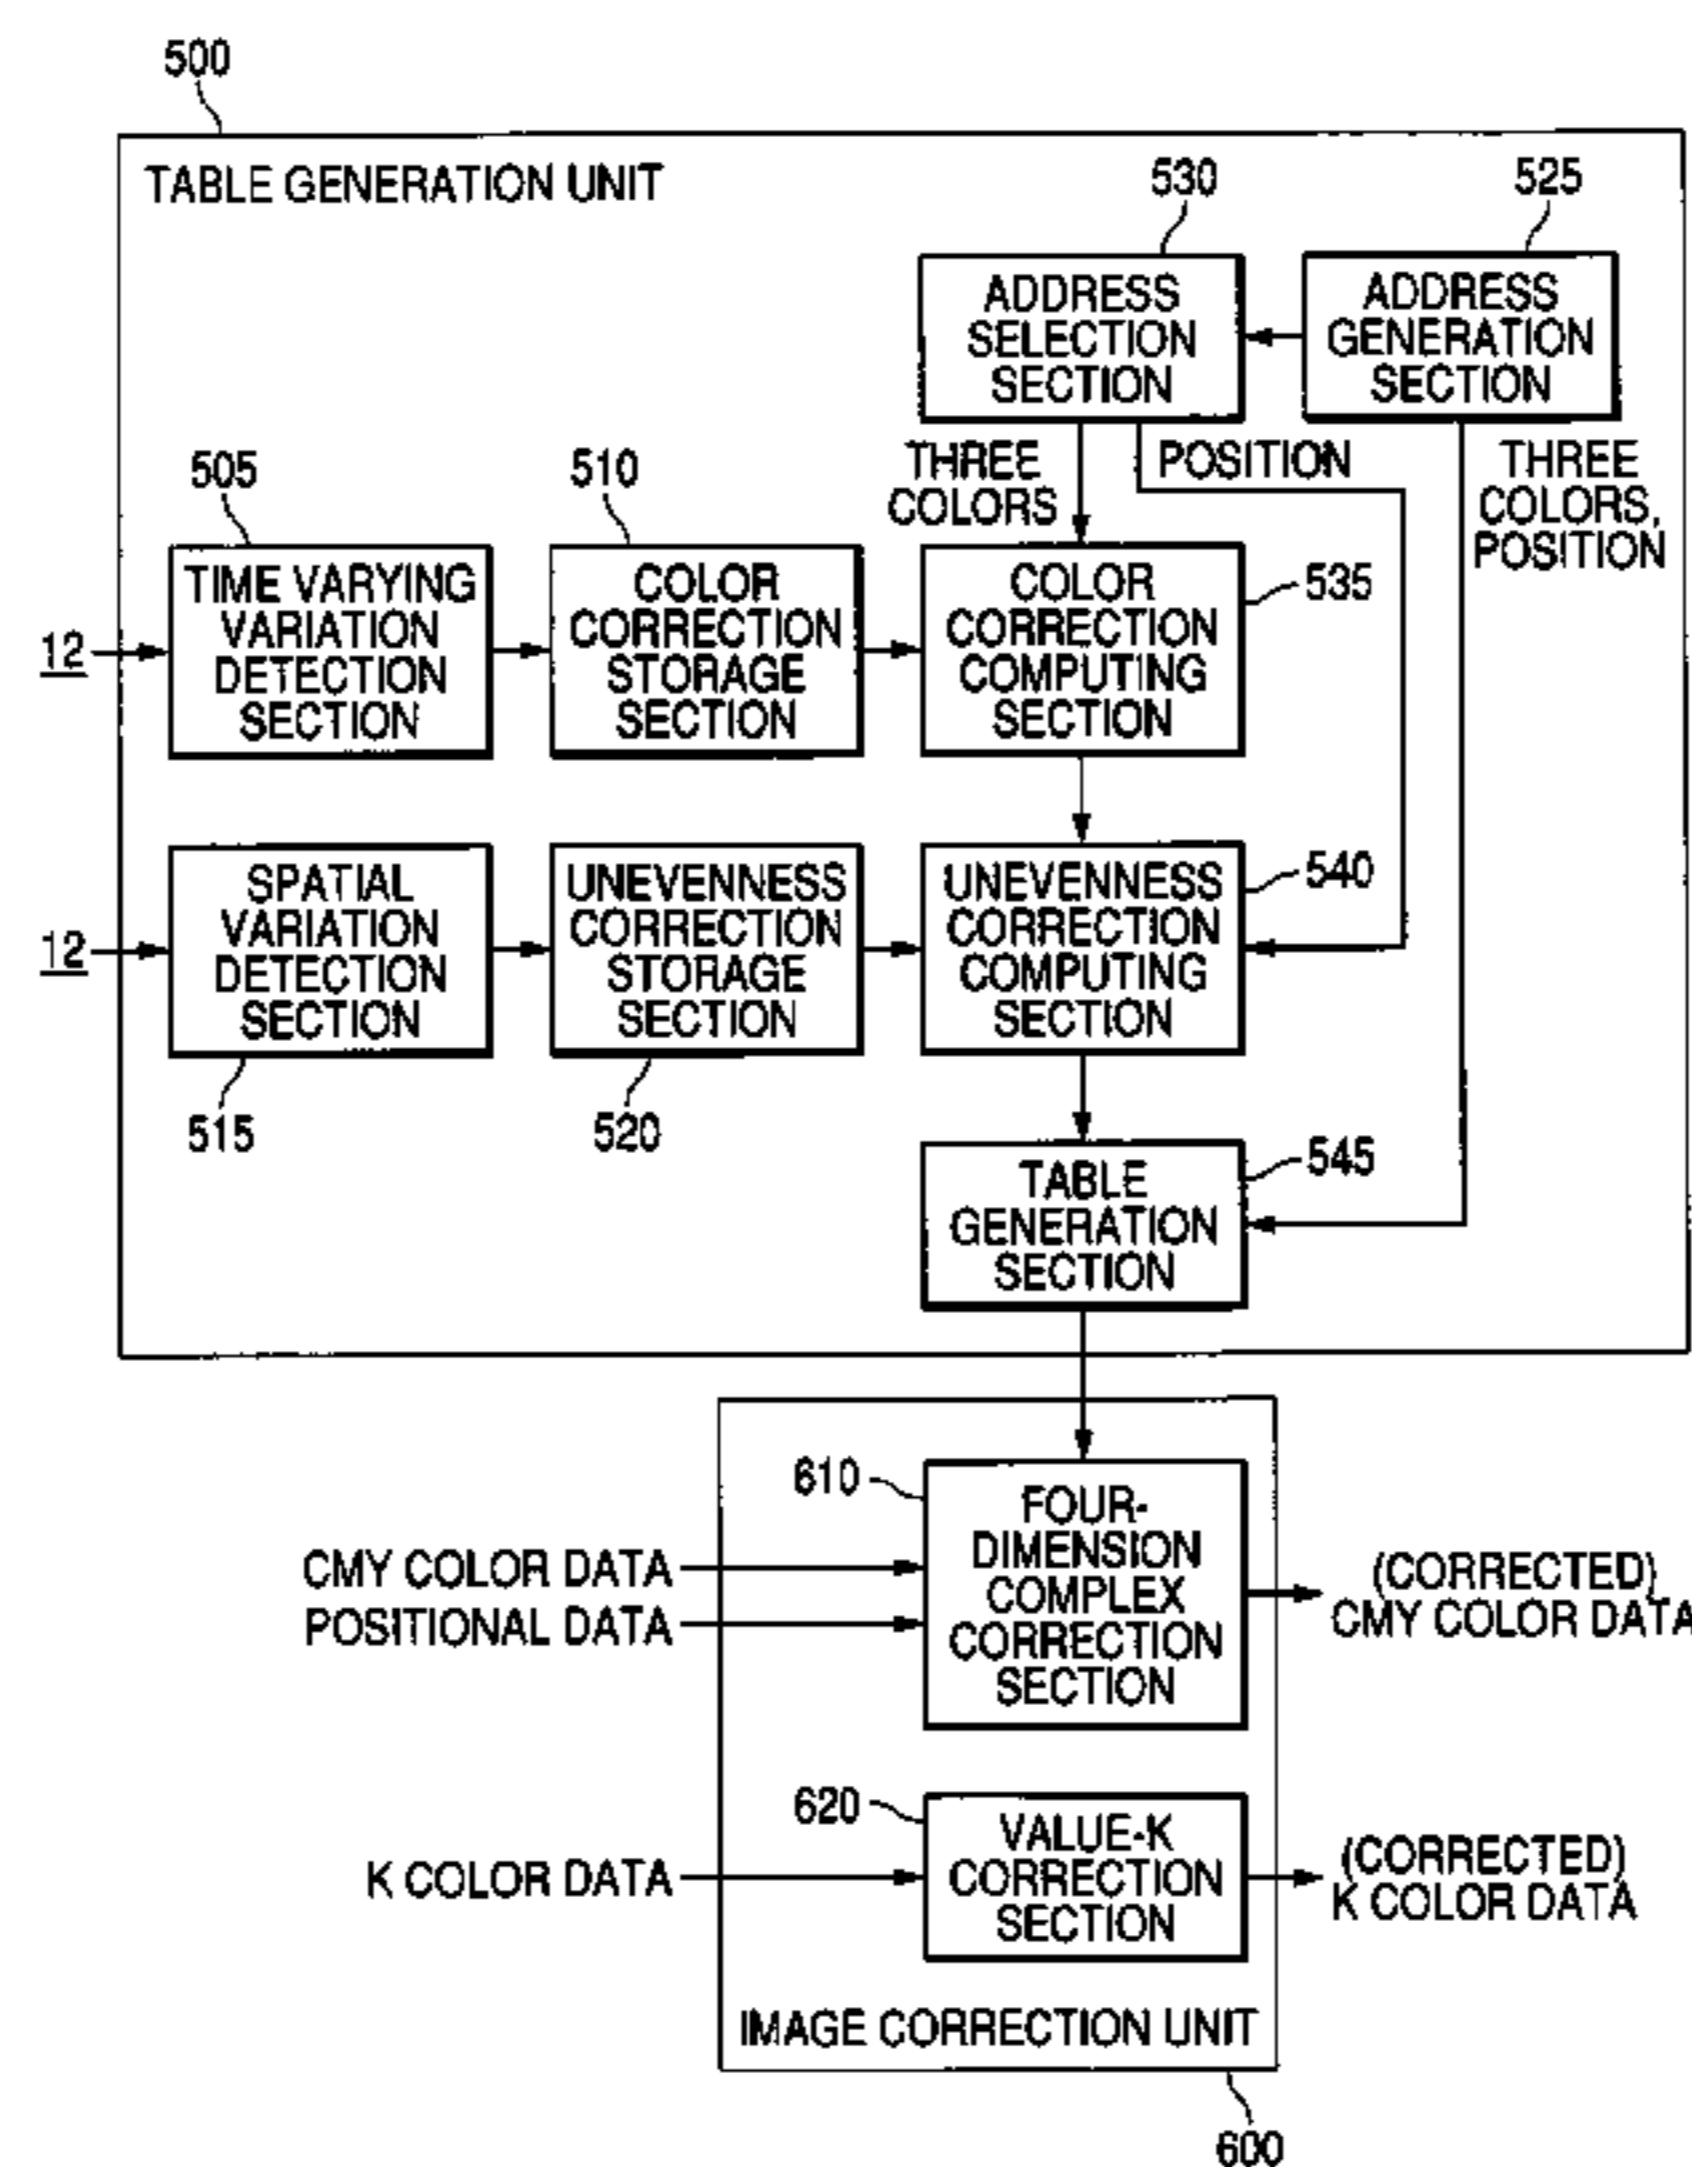 500
TABLE GENERATION UNIT
530
525
ADDRESS
SELECTION
SECTION
ADDRESS
GENERATION
SECTION
THREE
COLORS
POSITION
THREE
COLORS,
POSITION
505
510
12
TIME VARYING
VARIATION
DETECTION
SECTION
COLOR
CORRECTION
STORAGE
SECTION
COLOR
CORRECTION
COMPUTING
SECTION
535
12
SPATIAL
VARIATION
DETECTION
SECTION
UNEVENNESS
CORRECTION
STORAGE
SECTION
UNEVENNESS
CORRECTION
COMPUTING
SECTION
540
515
520
TABLE
GENERATION
SECTION
545
610
FOUR-
DIMENSION
COMPLEX
CORRECTION
SECTION
CMY COLOR DATA
POSITIONAL DATA
(CORRECTED)
CMY COLOR DATA
620
VALUE-K
CORRECTION
SECTION
K COLOR DATA
(CORRECTED)
K COLOR DATA
IMAGE CORRECTION UNIT
600